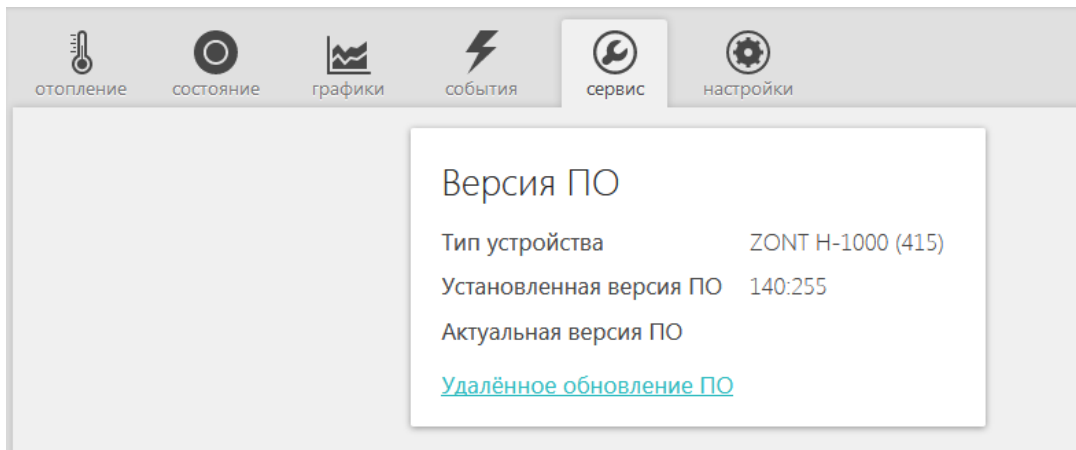 отопление состояние графики события сервис настройки
Версия ПО
Тип устройства ZONT H-1000 (415)
Установленная версия ПО 140:255
Актуальная версия ПО
Удалённое обновление ПО